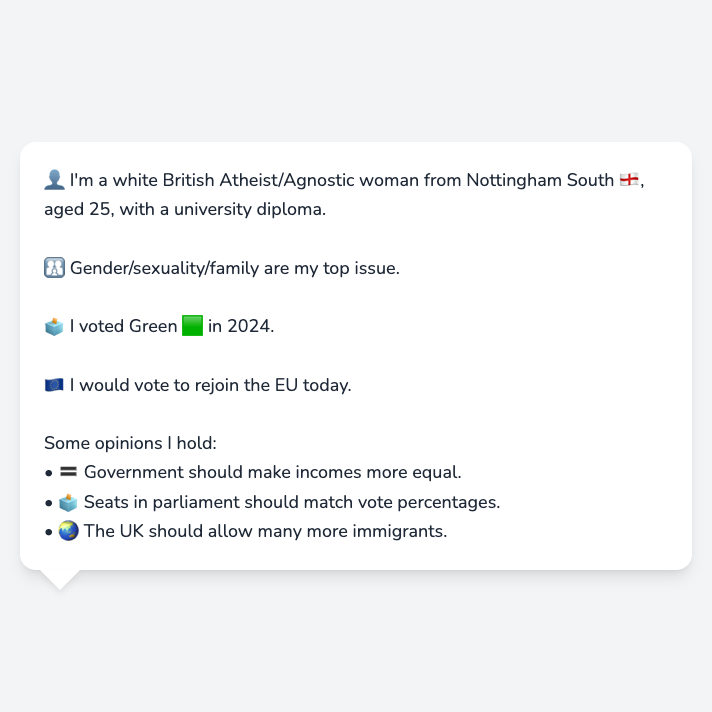 👤 I'm a white British Atheist/Agnostic woman from Nottingham South 🏴󠁧󠁢󠁥󠁮󠁧󠁿,
aged 25, with a university diploma.
🚻 Gender/sexuality/family are my top issue.
🗳️ I voted Green 🟩 in 2024.
🇪🇺 I would vote to rejoin the EU today.
Some opinions I hold:
• 🟰 Government should make incomes more equal.
• 🗳️ Seats in parliament should match vote percentages.
• 🌏 The UK should allow many more immigrants.